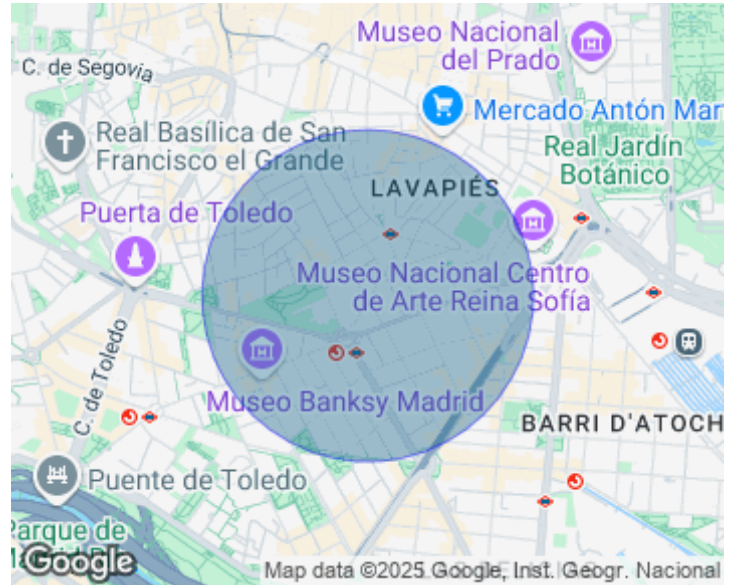 Museo Nacional
del Prado
C. de Segovia
Mercado Antón Mar
Real Basílica de San
Francisco el Grande
Real Jardín
Botánico
LAVAPIÉS
Puerta de Toledo
Museo Nacional Centro
de Arte Reina Sofía
C. de Toledo
Museo Banksy Madrid
BARRI D'ATOCH
Puente de Toledo
Parque de
Google
Map data ©2025 Google, Inst. Geogr. Nacional